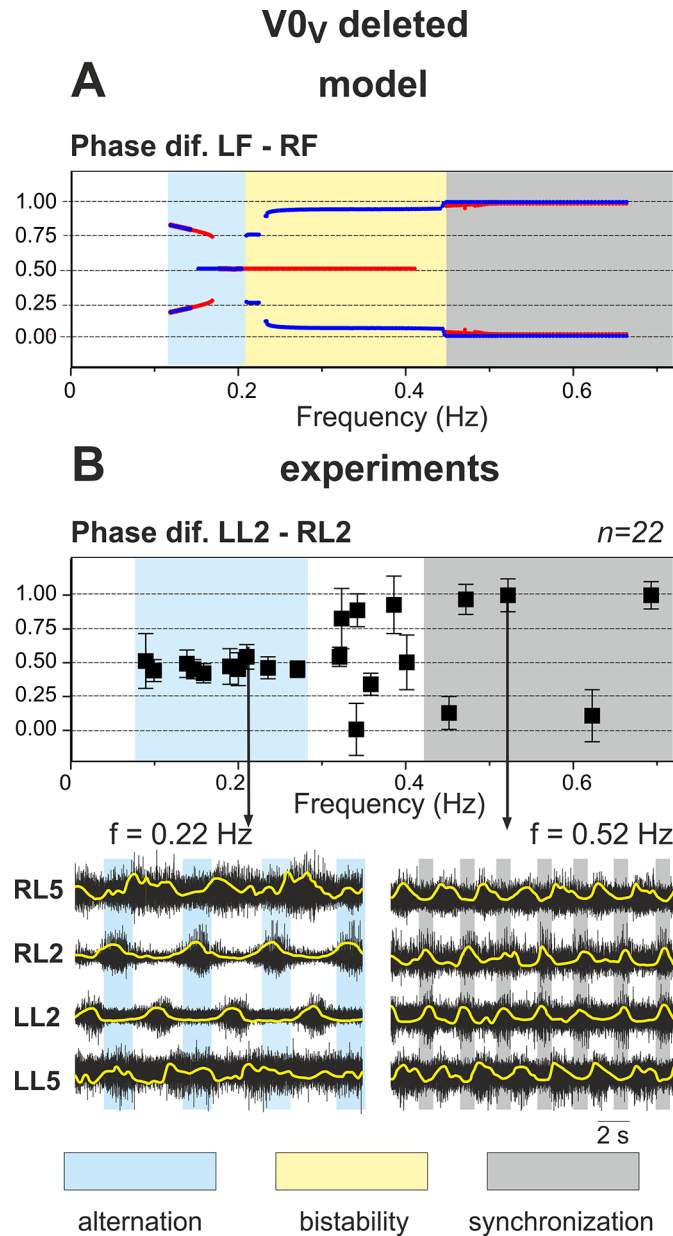 V0V deleted
A model
Phase dif. LF - RF
1.00
0.75
0.50
0.25
0.00
0 0.2 0.4 0.6
Frequency (Hz)
B experiments
Phase dif. LL2 - RL2 n=22
1.00
0.75
0.50
0.25
0.00
0 0.2 0.4 0.6
Frequency (Hz)
f = 0.22 Hz f = 0.52 Hz
RL5
RL2
LL2
LL5
2 s
alternation bistability synchronization